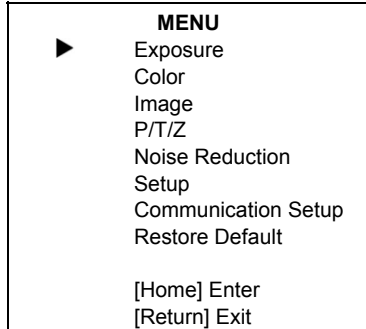 MENU
Exposure
Color
Image
P/T/Z
Noise Reduction
Setup
Communication Setup
Restore Default
[Home] Enter
[Return] Exit